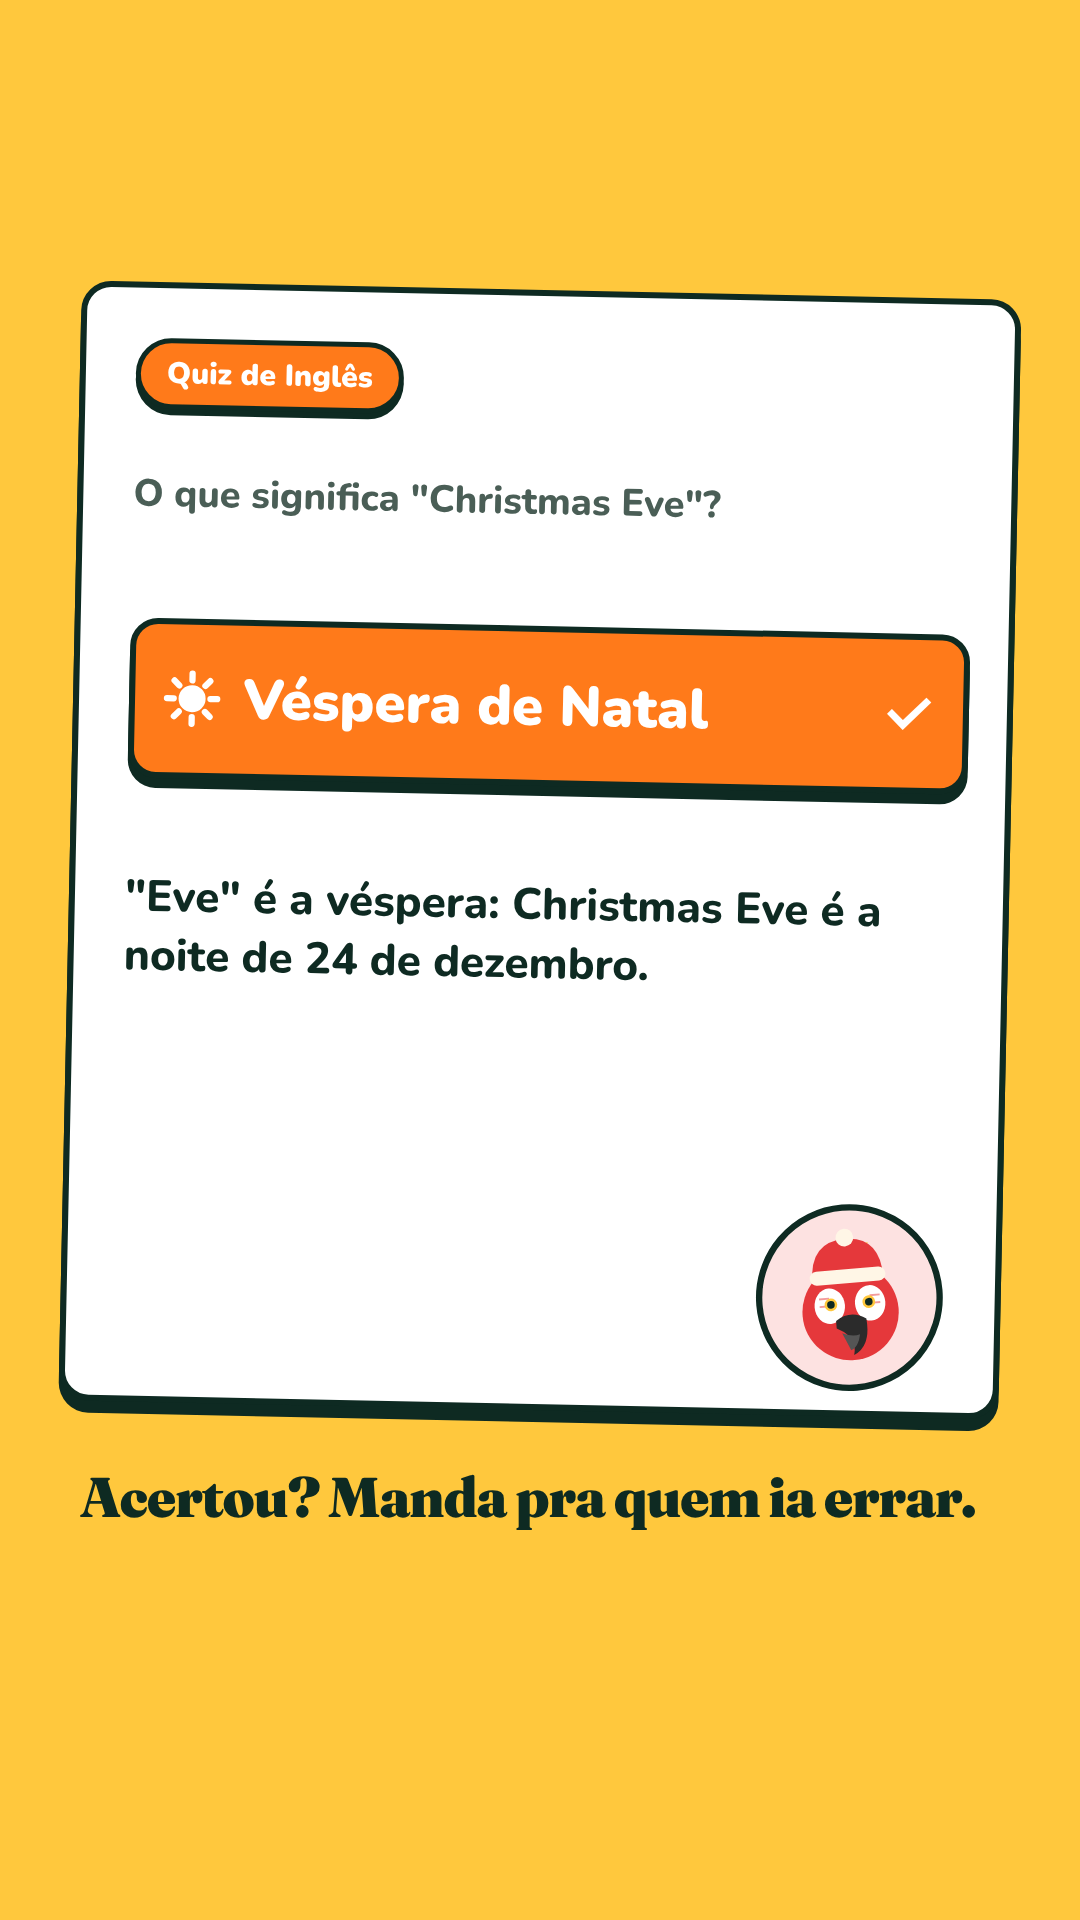 Quiz de Inglês
O que significa "Christmas Eve"?
Véspera de Natal
"Eve" é a véspera: Christmas Eve é a
noite de 24 de dezembro.
Acertou? Manda pra quem ia errar.